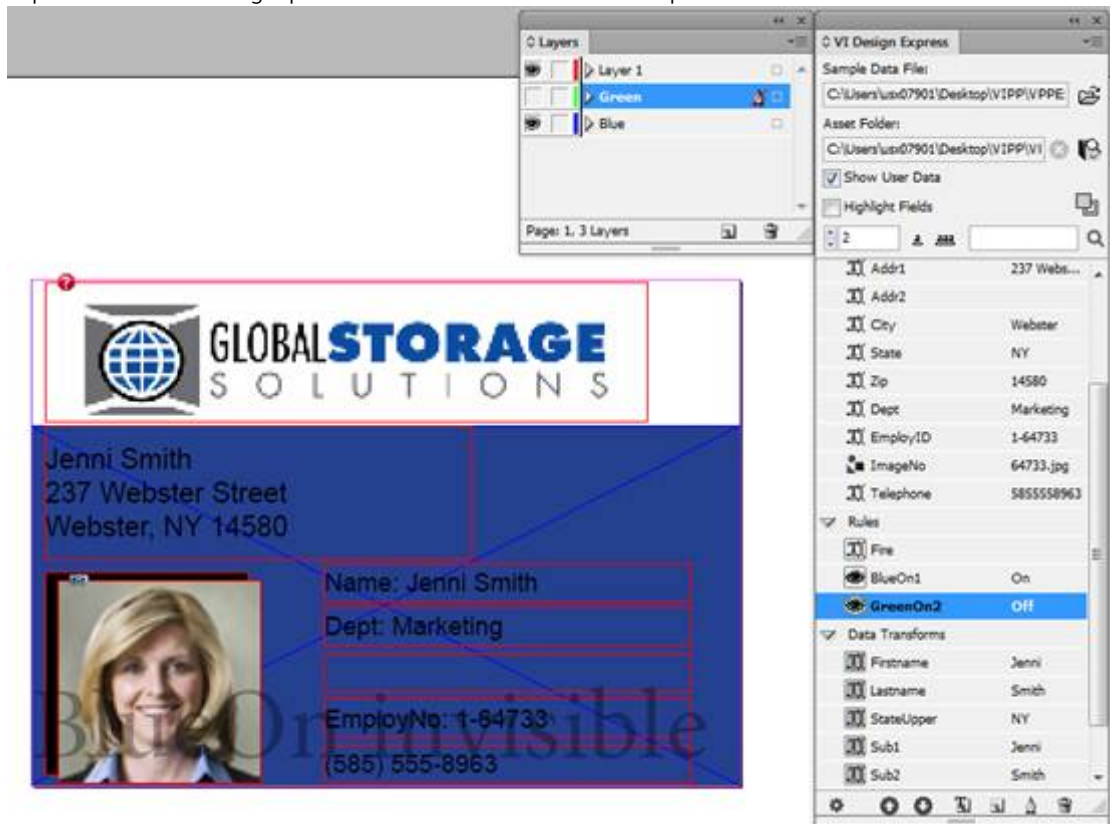 Layers
Layer 1
Green
Blue
Page: 1, 3 Layers
VI Design Express
Sample Data File:
C:\Users\usx07901\Desktop\VIPP\VPPE
Asset Folder:
C:\Users\usx07901\Desktop\VIPP\VI
Show User Data
Highlight Fields
2
Addr1 237 Webs...
Addr2
City Webster
State NY
Zip 14580
Dept Marketing
EmployID 1-64733
ImageNo 64733.jpg
Telephone 5855558963
Rules
Fire
BlueOn1 On
GreenOn2 Off
Data Transforms
Firstname Jenni
Lastname Smith
StateUpper NY
Sub1 Jenni
Sub2 Smith
GLOBALSTORAGE
SOLUTIONS
Jenni Smith
237 Webster Street
Webster, NY 14580
Name: Jenni Smith
Dept: Marketing
EmployNo: 1-64733
(585) 555-8963
BlueOn invisible